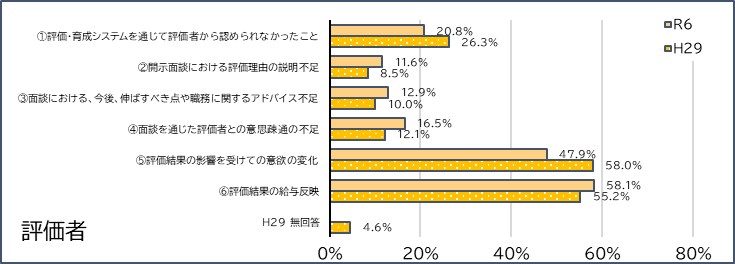 R6
H29
①評価・育成システムを通じて評価者から認められなかったこと 20.8% 26.3%
②開示面談における評価理由の説明不足 11.6% 8.5%
③面談における、今後、伸ばすべき点や職務に関するアドバイス不足 12.9% 10.0%
④面談を通じた評価者との意思疎通の不足 16.5% 12.1%
⑤評価結果の影響を受けての意欲の変化 47.9% 58.0%
⑥評価結果の給与反映 58.1% 55.2%
H29 無回答 4.6%
評価者
0% 20% 40% 60% 80%